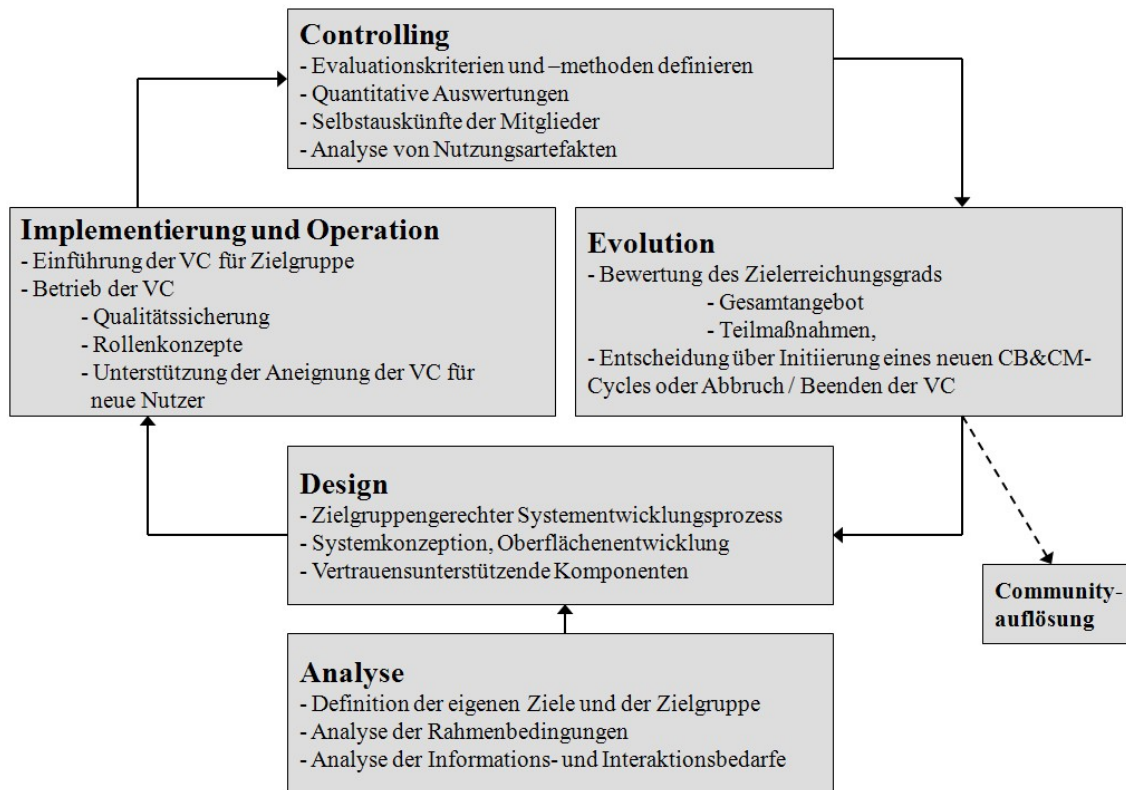 Controlling
- Evaluationskriterien und –methoden definieren
- Quantitative Auswertungen
- Selbstauskünfte der Mitglieder
- Analyse von Nutzungsartefakten
Implementierung und Operation
- Einführung der VC für Zielgruppe
- Betrieb der VC
- Qualitätssicherung
- Rollenkonzepte
- Unterstützung der Aneignung der VC für
neue Nutzer
Evolution
- Bewertung des Zielerreichungsgrads
- Gesamtangebot
- Teilmaßnahmen,
- Entscheidung über Initiierung eines neuen CB&CM-
Cycles oder Abbruch / Beenden der VC
Design
- Zielgruppengerechter Systementwicklungsprozess
- Systemkonzeption, Oberflächenentwicklung
- Vertrauensunterstützende Komponenten
Community-
auflösung
Analyse
- Definition der eigenen Ziele und der Zielgruppe
- Analyse der Rahmenbedingungen
- Analyse der Informations- und Interaktionsbedarfe